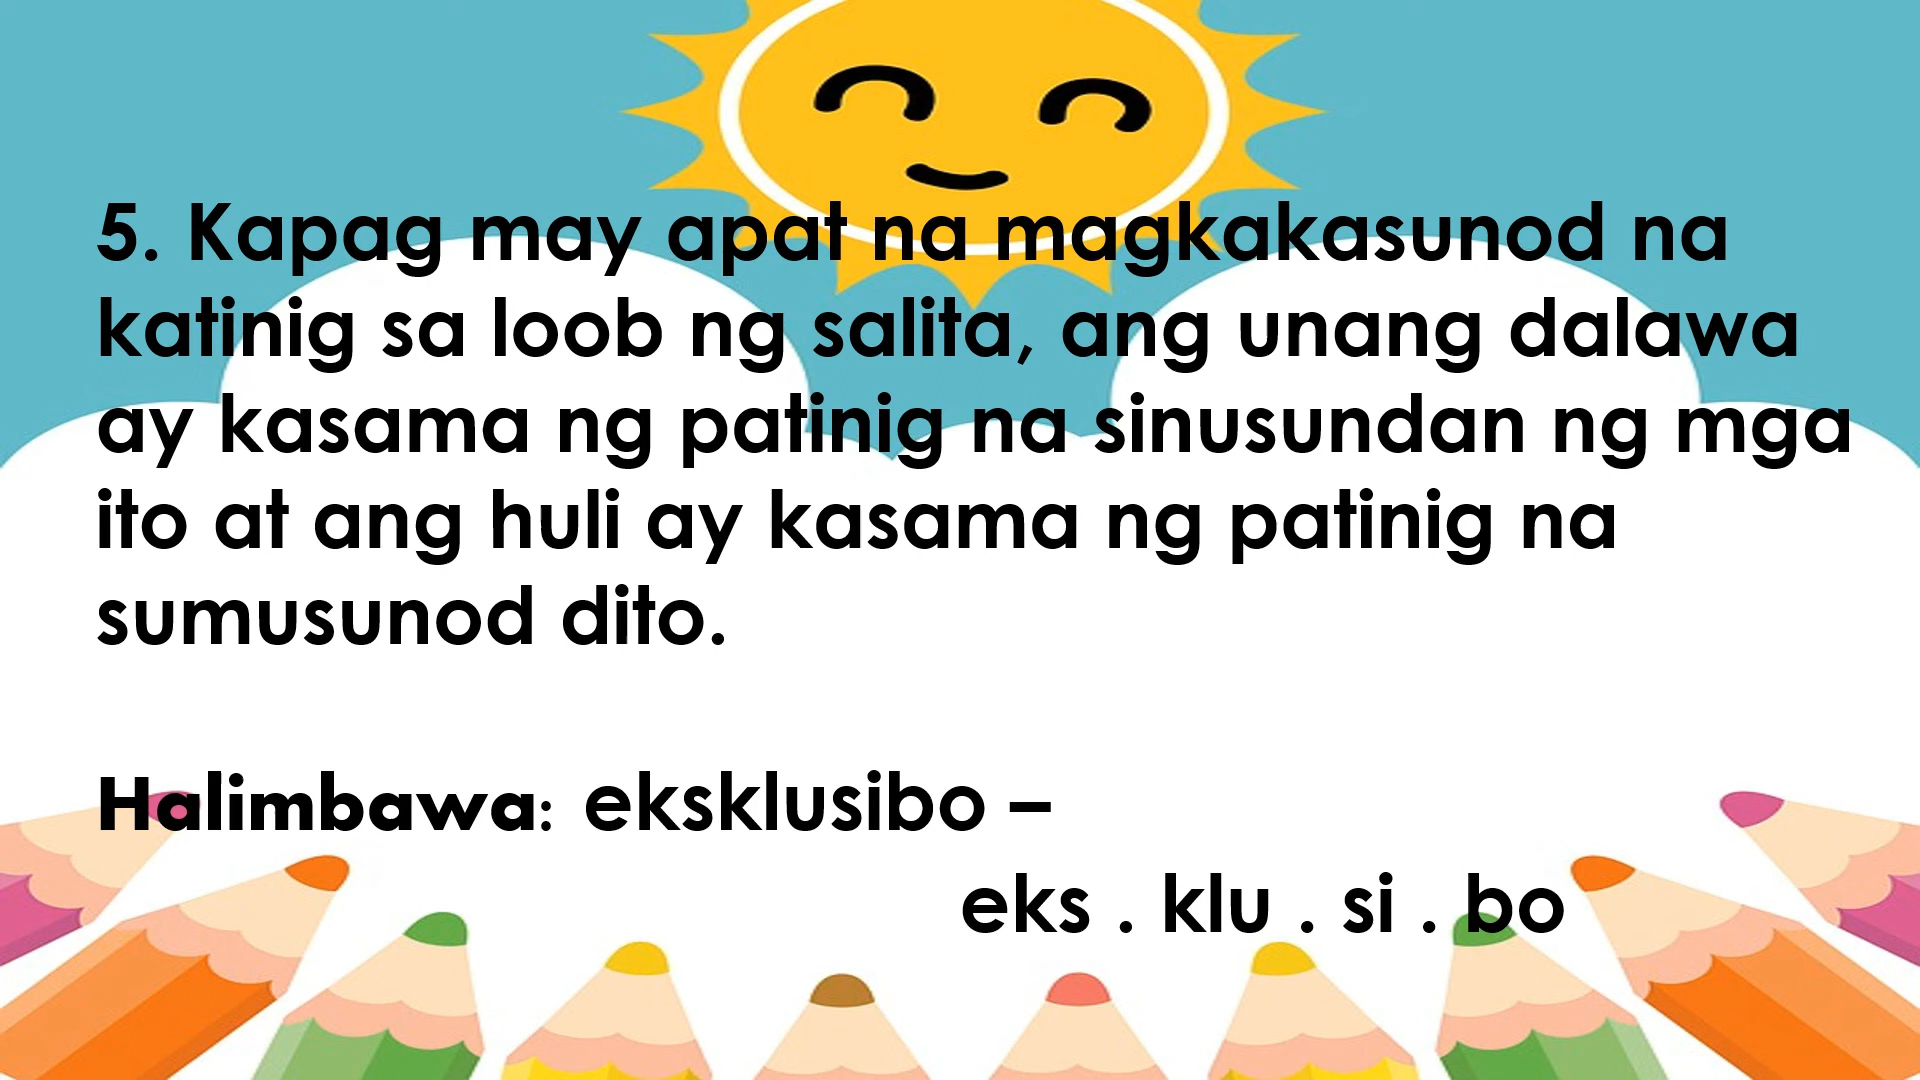 5. Kapag may apat na magkakasunod na
katinig sa loob ng salita, ang unang dalawa
ay kasama ng patinig na sinusundan ng mga
ito at ang huli ay kasama ng patinig na
sumusunod dito.
Halimbawa: eksklusibo –
eks . klu . si . bo